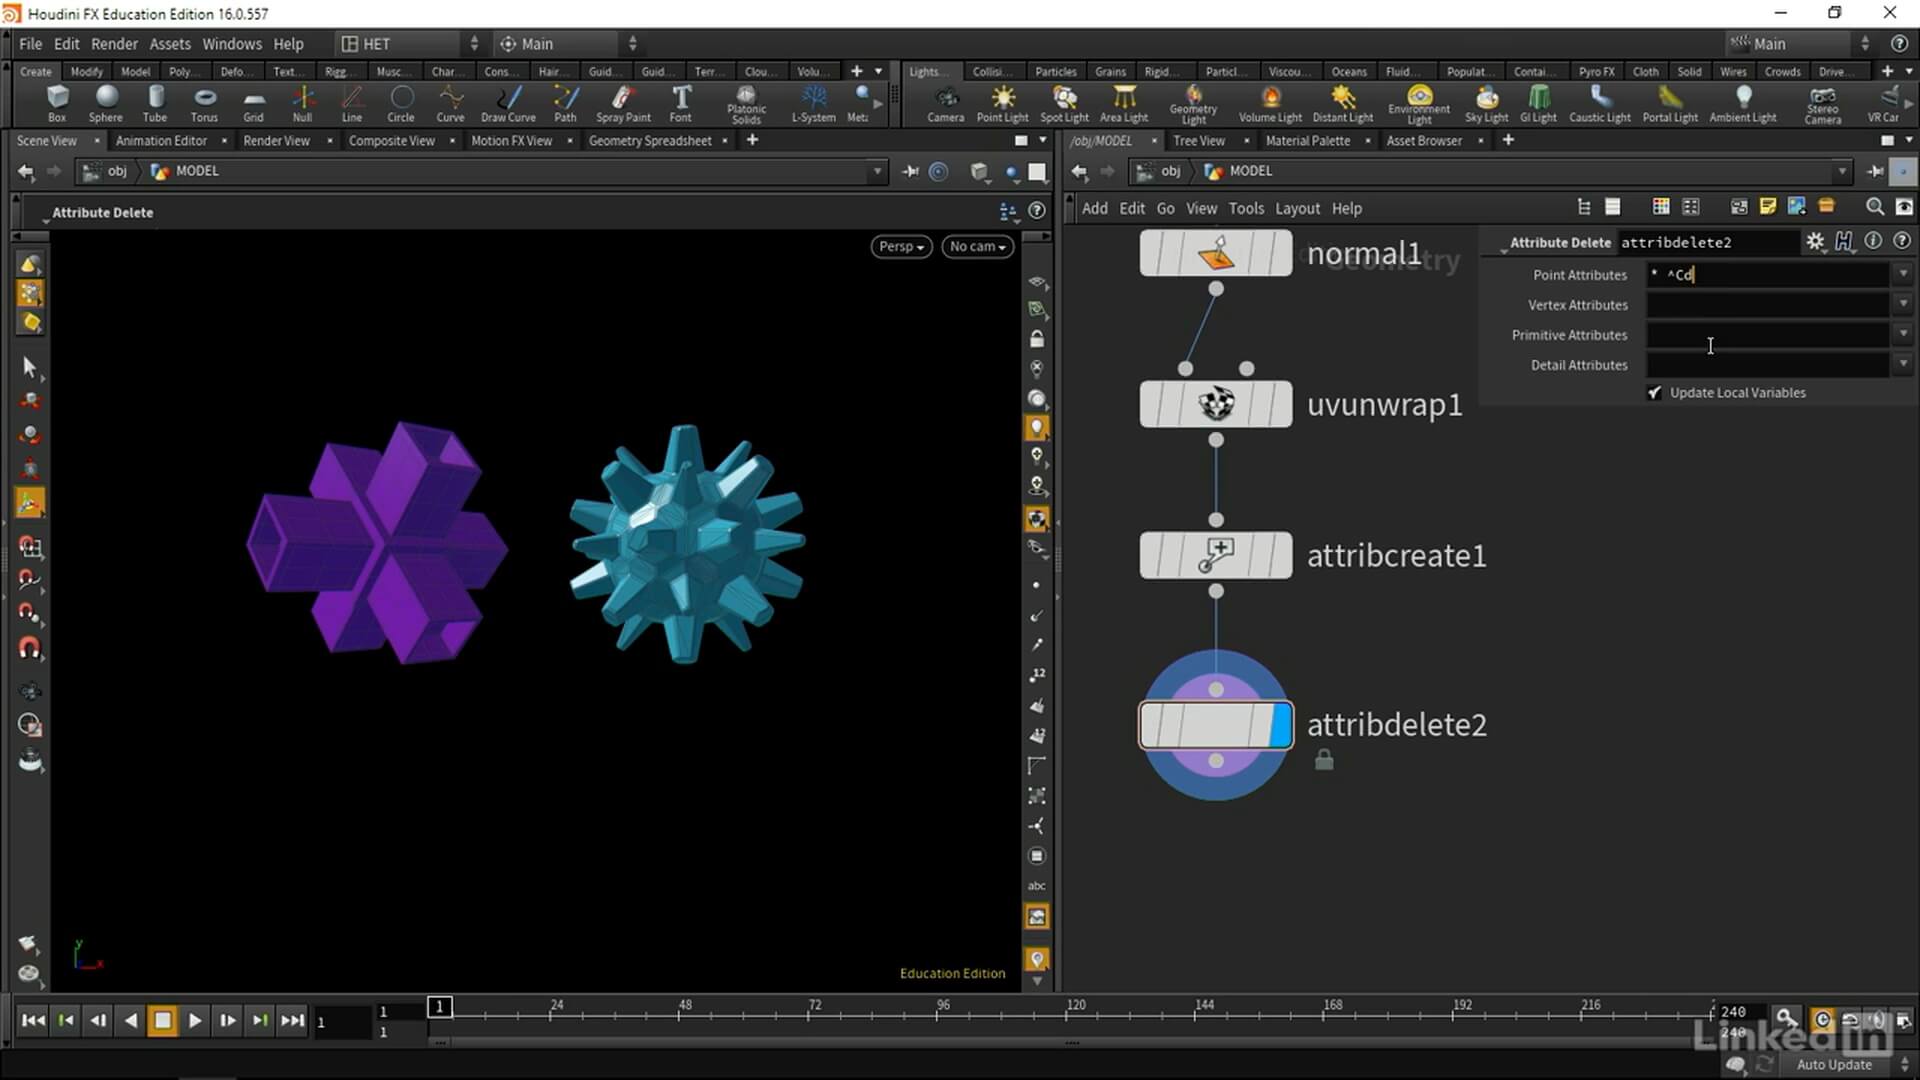 Houdini FX Education Edition 16.0.557
File Edit Render Assets Windows Help HET Main Main
Create Modify Model Poly... Defo... Text... Rigg... Musc... Char... Cons... Hair... Guid... Guid... Terr... Clou... Volu...
Lights... Collisi... Particles Grains Rigid... Particl... Viscou... Oceans Fluid... Populat... Contai... Pyro FX Cloth Solid Wires Crowds Drive...
Box Sphere Tube Torus Grid Null Line Circle Curve Draw Curve Path Spray Paint Font Platonic Solids L-System Meta
Camera Point Light Spot Light Area Light Geometry Light Volume Light Distant Light Environment Light Sky Light GI Light Caustic Light Portal Light Ambient Light Stereo Camera VR Car
Scene View Animation Editor Render View Composite View Motion FX View Geometry Spreadsheet
/obj/MODEL Tree View Material Palette Asset Browser
obj MODEL
obj MODEL
Attribute Delete
Add Edit Go View Tools Layout Help
Persp No cam
normal1
Geometry
Attribute Delete attribdelete2
Point Attributes * ^Cd
Vertex Attributes
Primitive Attributes
Detail Attributes
Update Local Variables
uvunwrap1
attribcreate1
attribdelete2
12
12
abc
y
x
Education Edition
1 1 1
1 24 48 72 96 120 144 168 192 216 2
240
240
LinkedIn
Auto Update